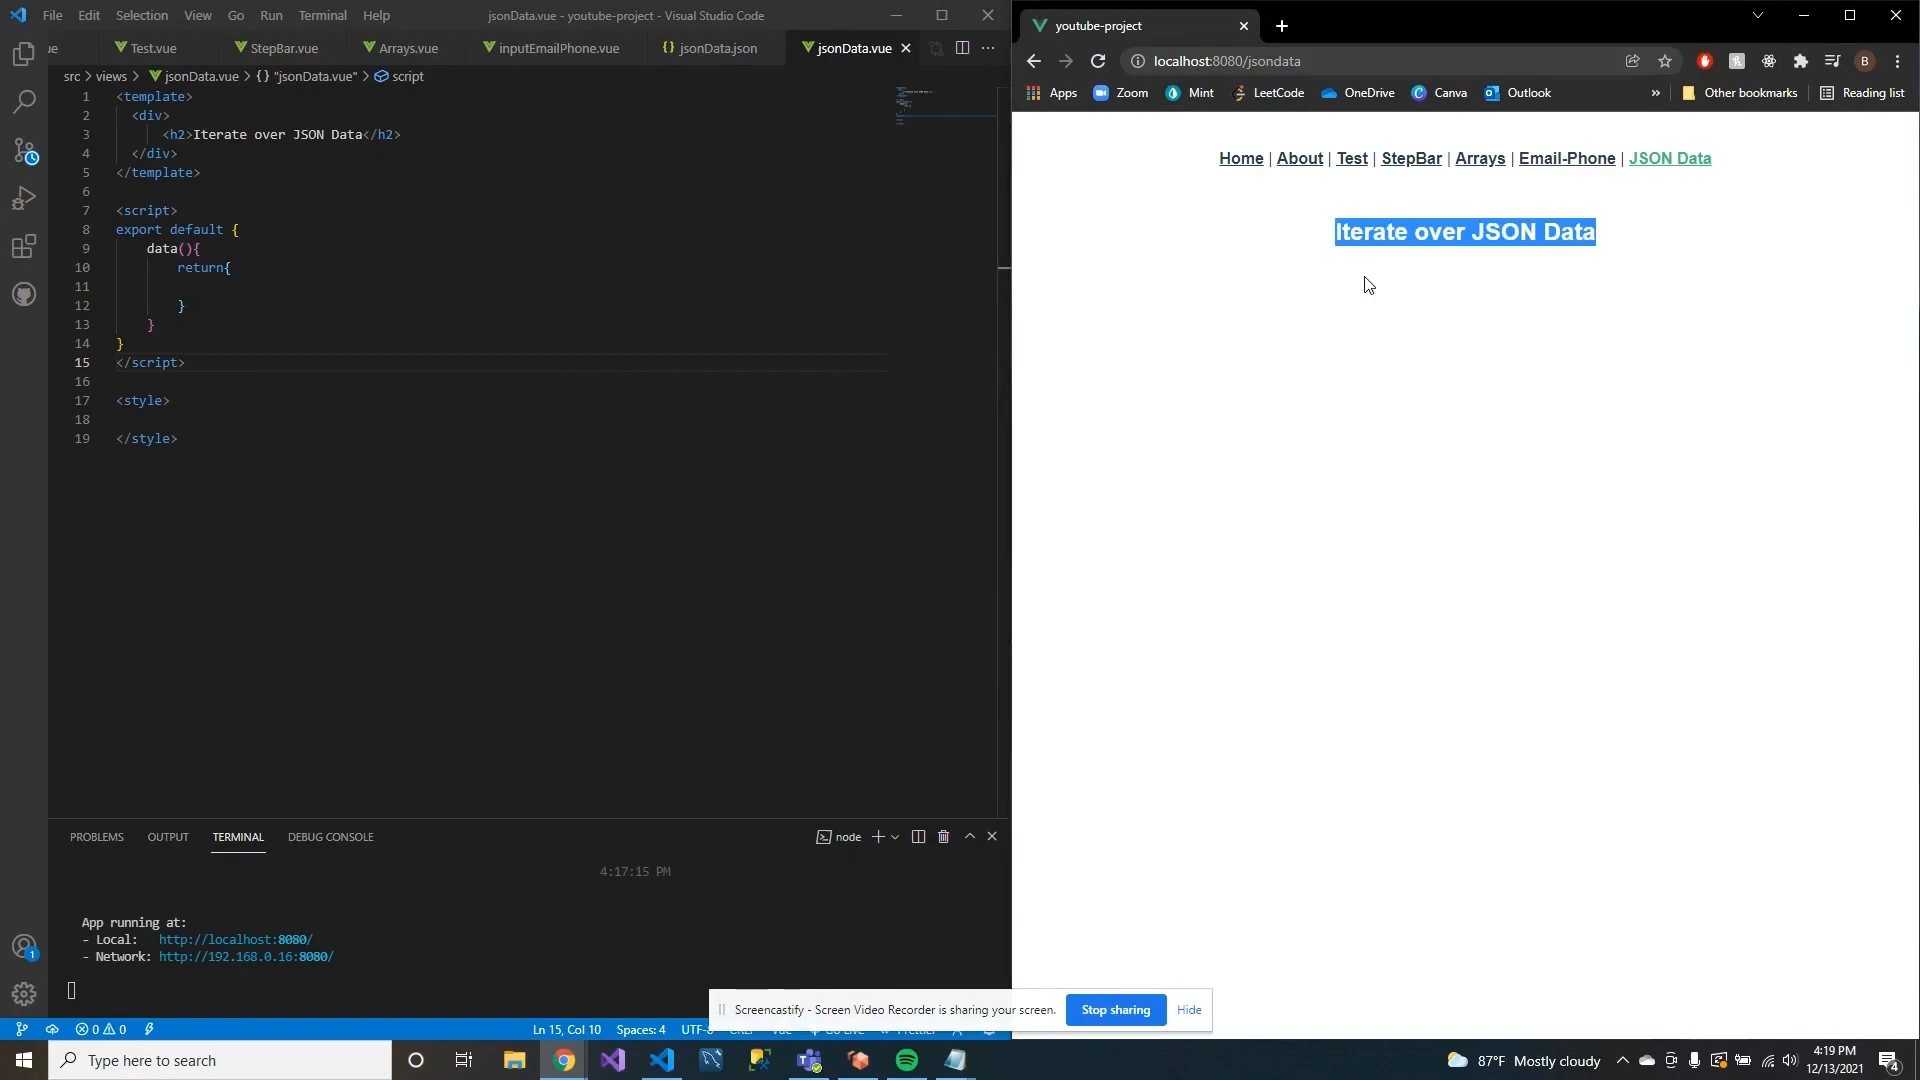 File Edit Selection View Go Run Terminal Help
jsonData.vue - youtube-project - Visual Studio Code
ue
Test.vue
StepBar.vue
Arrays.vue
inputEmailPhone.vue
{} jsonData.json
jsonData.vue
src > views > jsonData.vue > {} "jsonData.vue" > script
1 <template>
2 <div>
3 <h2>Iterate over JSON Data</h2>
4 </div>
5 </template>
6
7 <script>
8 export default {
9 data(){
10 return{
11
12 }
13 }
14 }
15 </script>
16
17 <style>
18
19 </style>
PROBLEMS OUTPUT TERMINAL DEBUG CONSOLE
node
4:17:15 PM
App running at:
- Local: http://localhost:8080/
- Network: http://192.168.0.16:8080/
1
0 0
Ln 15, Col 10
Spaces: 4
youtube-project
localhost:8080/jsondata
B
Apps Zoom Mint LeetCode OneDrive Canva Outlook » Other bookmarks Reading list
Home | About | Test | StepBar | Arrays | Email-Phone | JSON Data
Iterate over JSON Data
Screencastify - Screen Video Recorder is sharing your screen.
Stop sharing
Hide
Type here to search
87°F Mostly cloudy
4:19 PM
12/13/2021
4